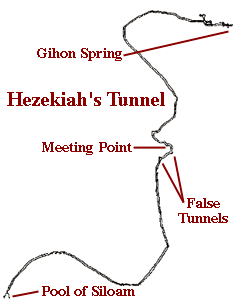 Gihon Spring
Hezekiah's Tunnel
Meeting Point
False
Tunnels
Pool of Siloam